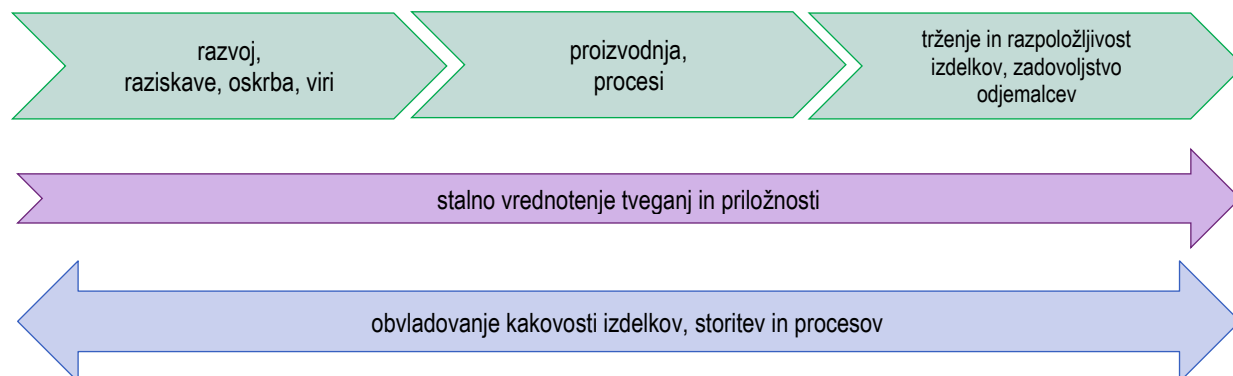 razvoj,
raziskave, oskrba, viri
proizvodnja,
procesi
trženje in razpoložljivost
izdelkov, zadovoljstvo
odjemalcev
stalno vrednotenje tveganj in priložnosti
obvladovanje kakovosti izdelkov, storitev in procesov